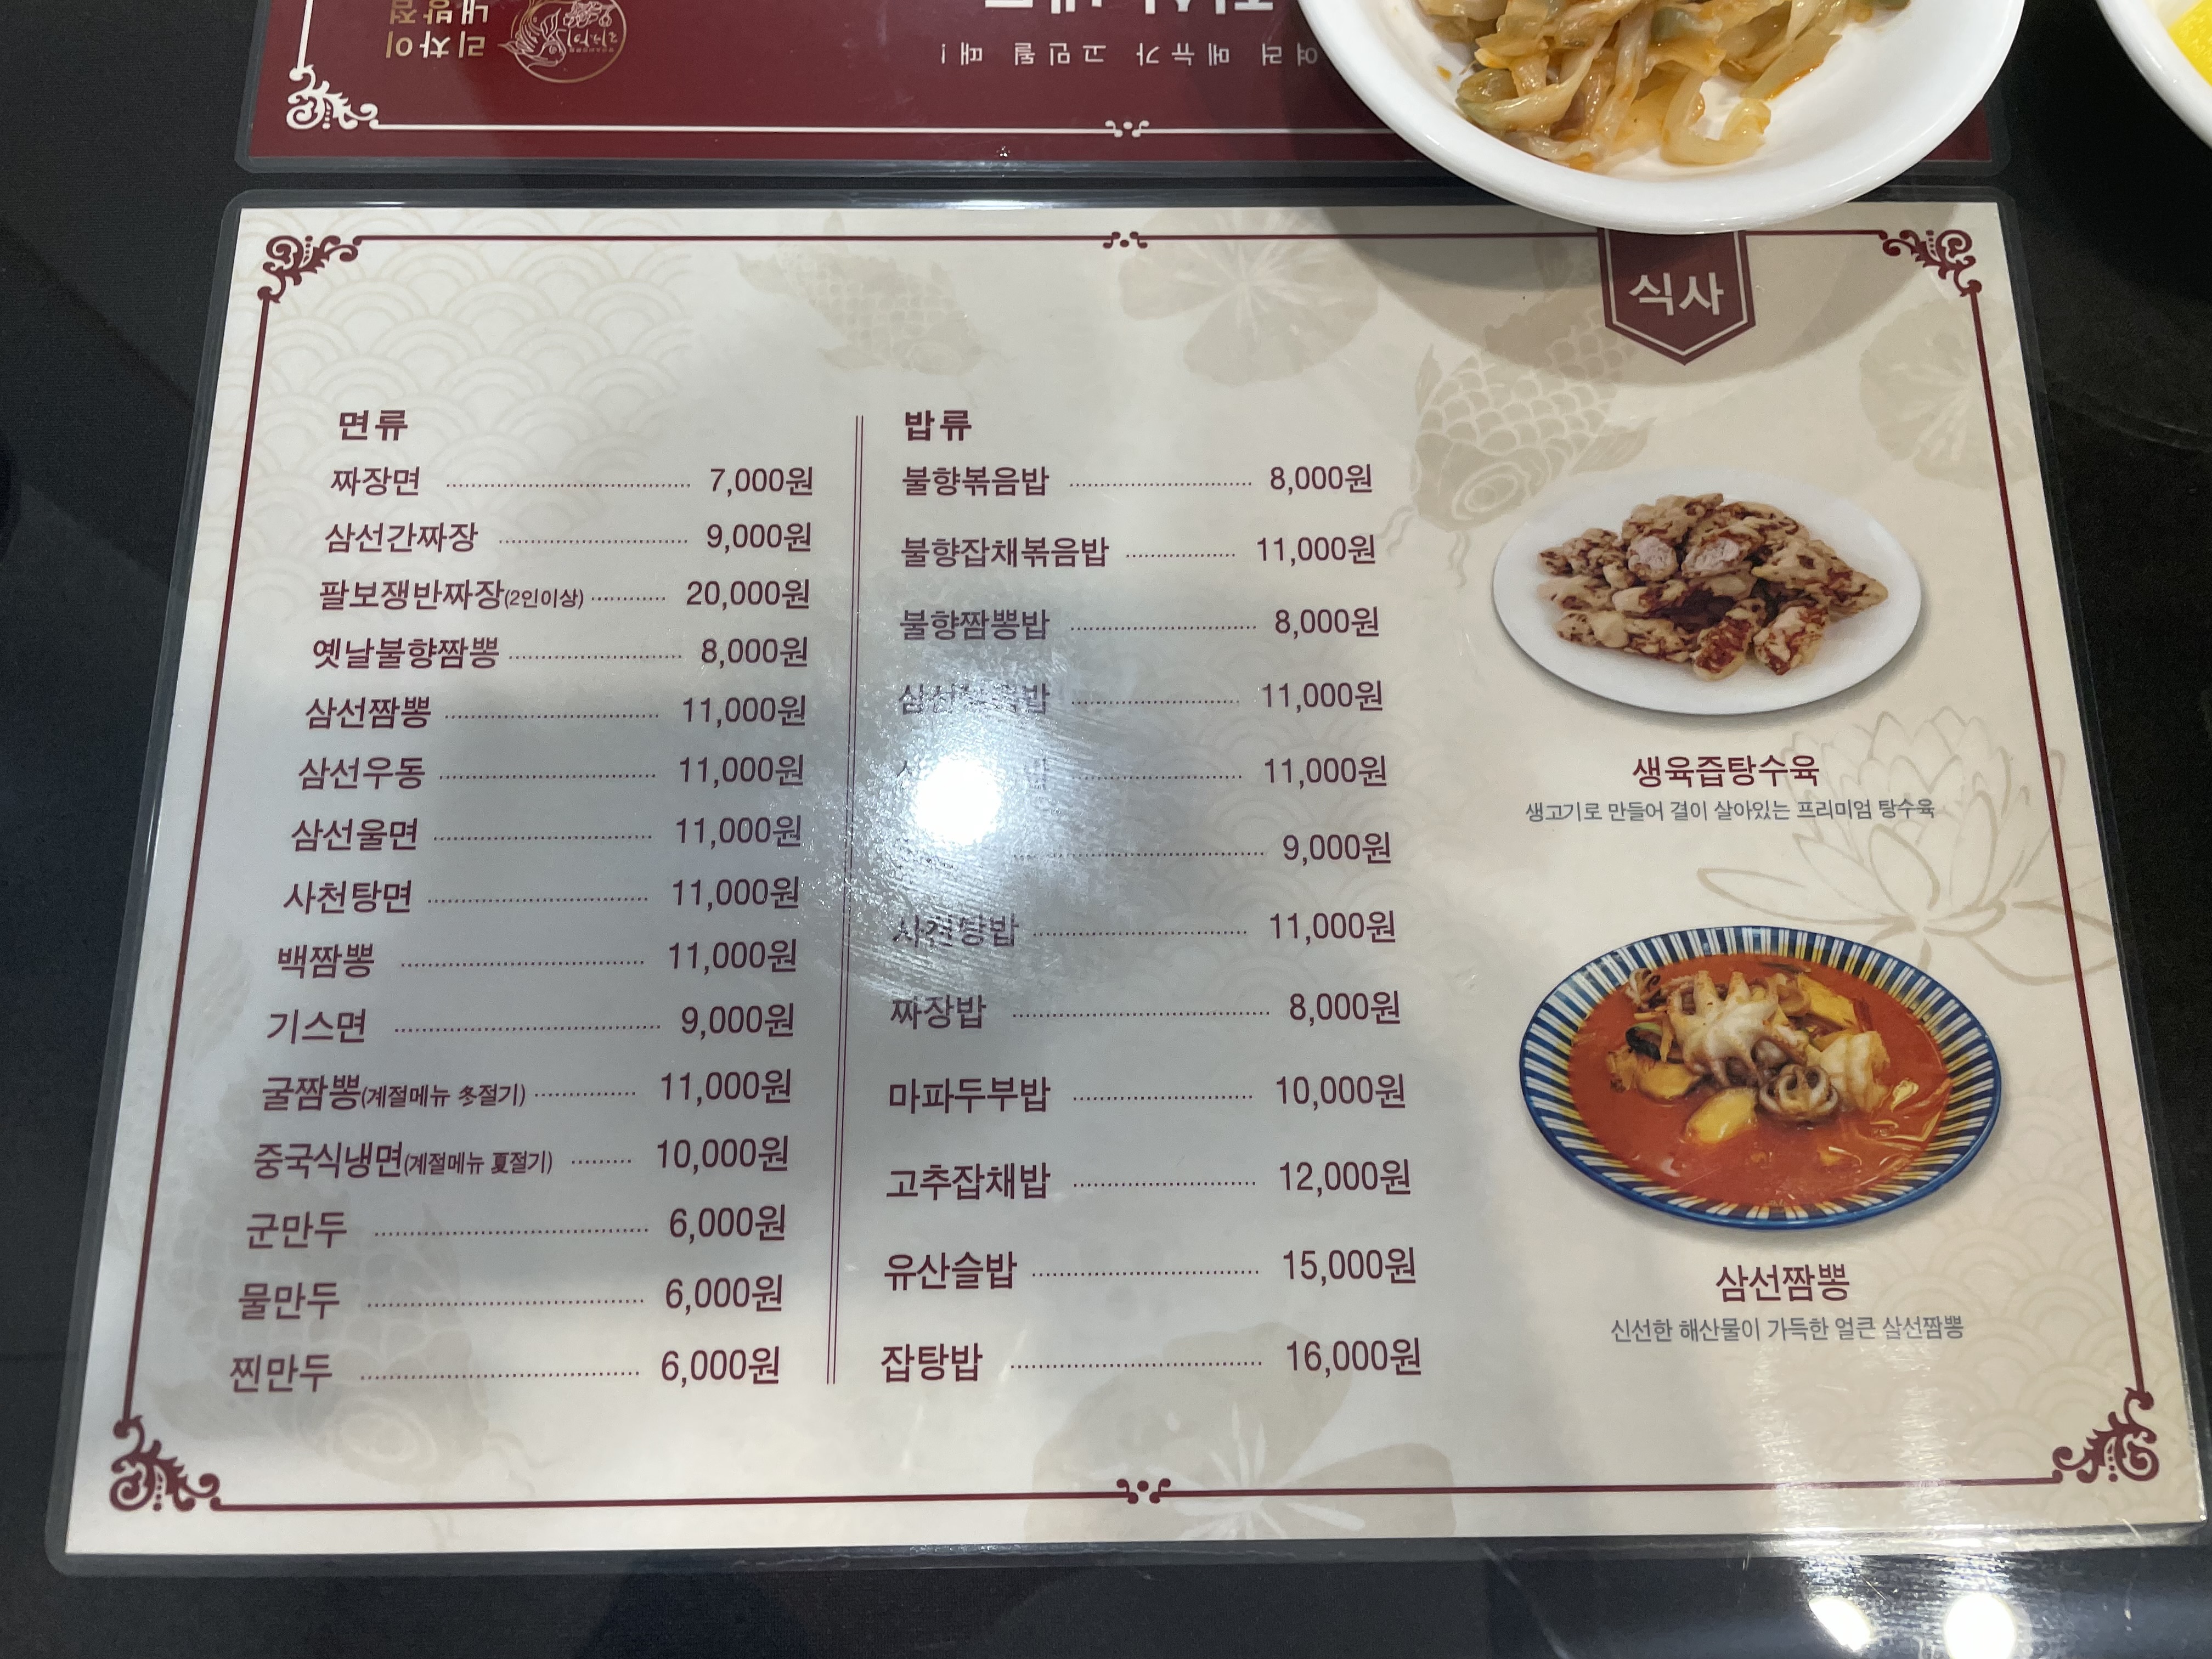 리차이
내방점
여러 메뉴가 고민될 때!
식사
면류
짜장면 7,000원
삼선간짜장 9,000원
팔보쟁반짜장(2인이상) 20,000원
옛날불향짬뽕 8,000원
삼선짬뽕 11,000원
삼선우동 11,000원
삼선울면 11,000원
사천탕면 11,000원
백짬뽕 11,000원
기스면 9,000원
굴짬뽕(계절메뉴 冬절기) 11,000원
중국식냉면(계절메뉴 夏절기) 10,000원
군만두 6,000원
물만두 6,000원
찐만두 6,000원
밥류
불향볶음밥 8,000원
불향잡채볶음밥 11,000원
불향짬뽕밥 8,000원
11,000원
11,000원
9,000원
사천탕밥 11,000원
짜장밥 8,000원
마파두부밥 10,000원
고추잡채밥 12,000원
유산슬밥 15,000원
잡탕밥 16,000원
생육즙탕수육
생고기로 만들어 결이 살아있는 프리미엄 탕수육
삼선짬뽕
신선한 해산물이 가득한 얼큰 삼선짬뽕